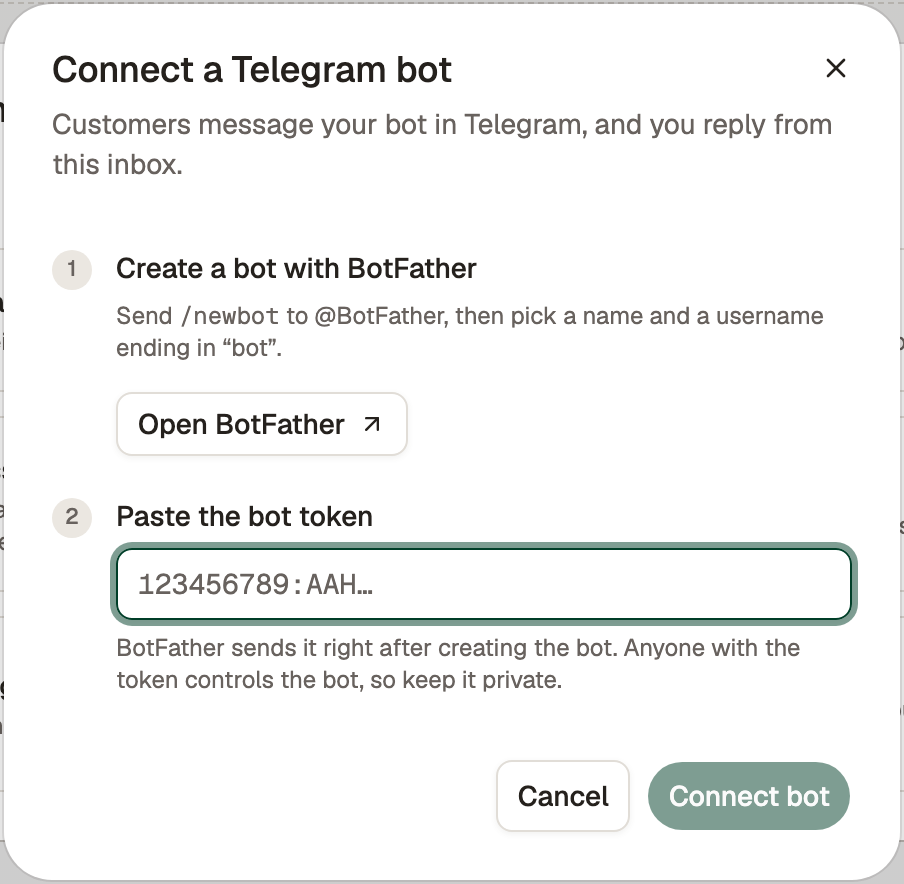 Connect a Telegram bot
Customers message your bot in Telegram, and you reply from
this inbox.
1
Create a bot with BotFather
Send /newbot to @BotFather, then pick a name and a username
ending in “bot”.
Open BotFather
2
Paste the bot token
123456789:AAH…
BotFather sends it right after creating the bot. Anyone with the
token controls the bot, so keep it private.
Cancel
Connect bot